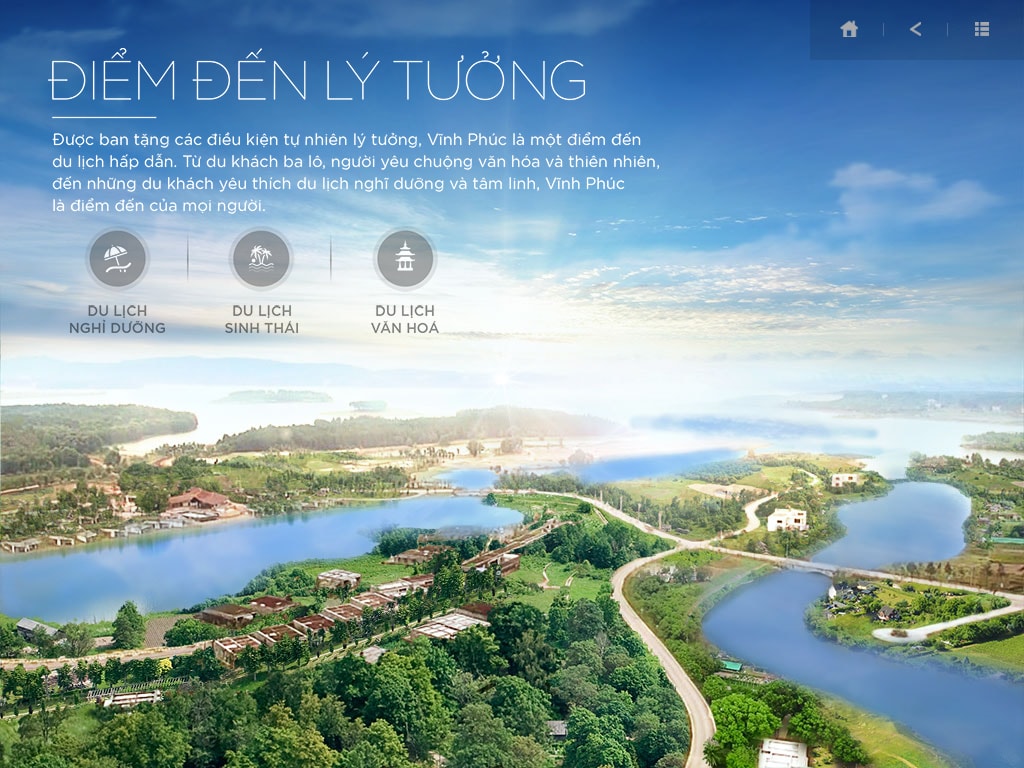 ĐIỂM ĐẾN LÝ TƯỞNG
Được ban tặng các điều kiện tự nhiên lý tưởng, Vĩnh Phúc là một điểm đến
du lịch hấp dẫn. Từ du khách ba lô, người yêu chuộng văn hóa và thiên nhiên,
đến những du khách yêu thích du lịch nghĩ dưỡng và tâm linh, Vĩnh Phúc
là điểm đến của mọi người.
DU LỊCH
NGHỈ DƯỠNG
DU LỊCH
SINH THÁI
DU LỊCH
VĂN HOÁ